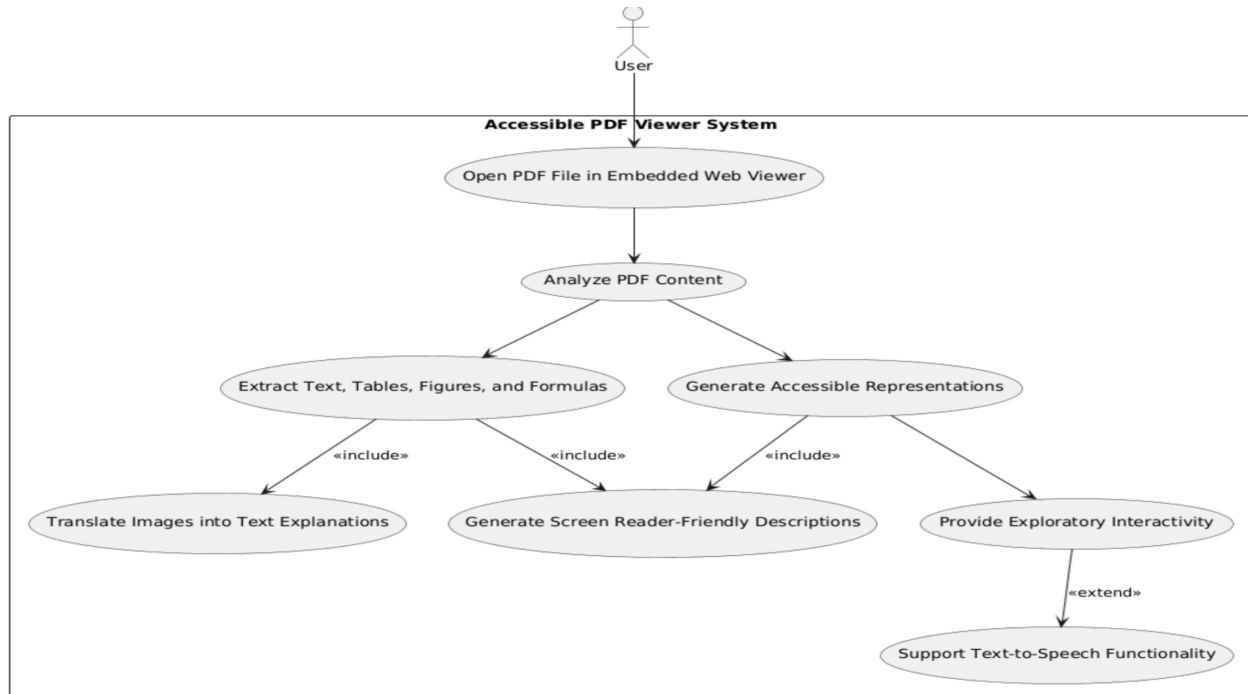 User
Accessible PDF Viewer System
Open PDF File in Embedded Web Viewer
Analyze PDF Content
Extract Text, Tables, Figures, and Formulas
Generate Accessible Representations
«include»
«include»
«include»
Translate Images into Text Explanations
Generate Screen Reader-Friendly Descriptions
Provide Exploratory Interactivity
«extend»
Support Text-to-Speech Functionality